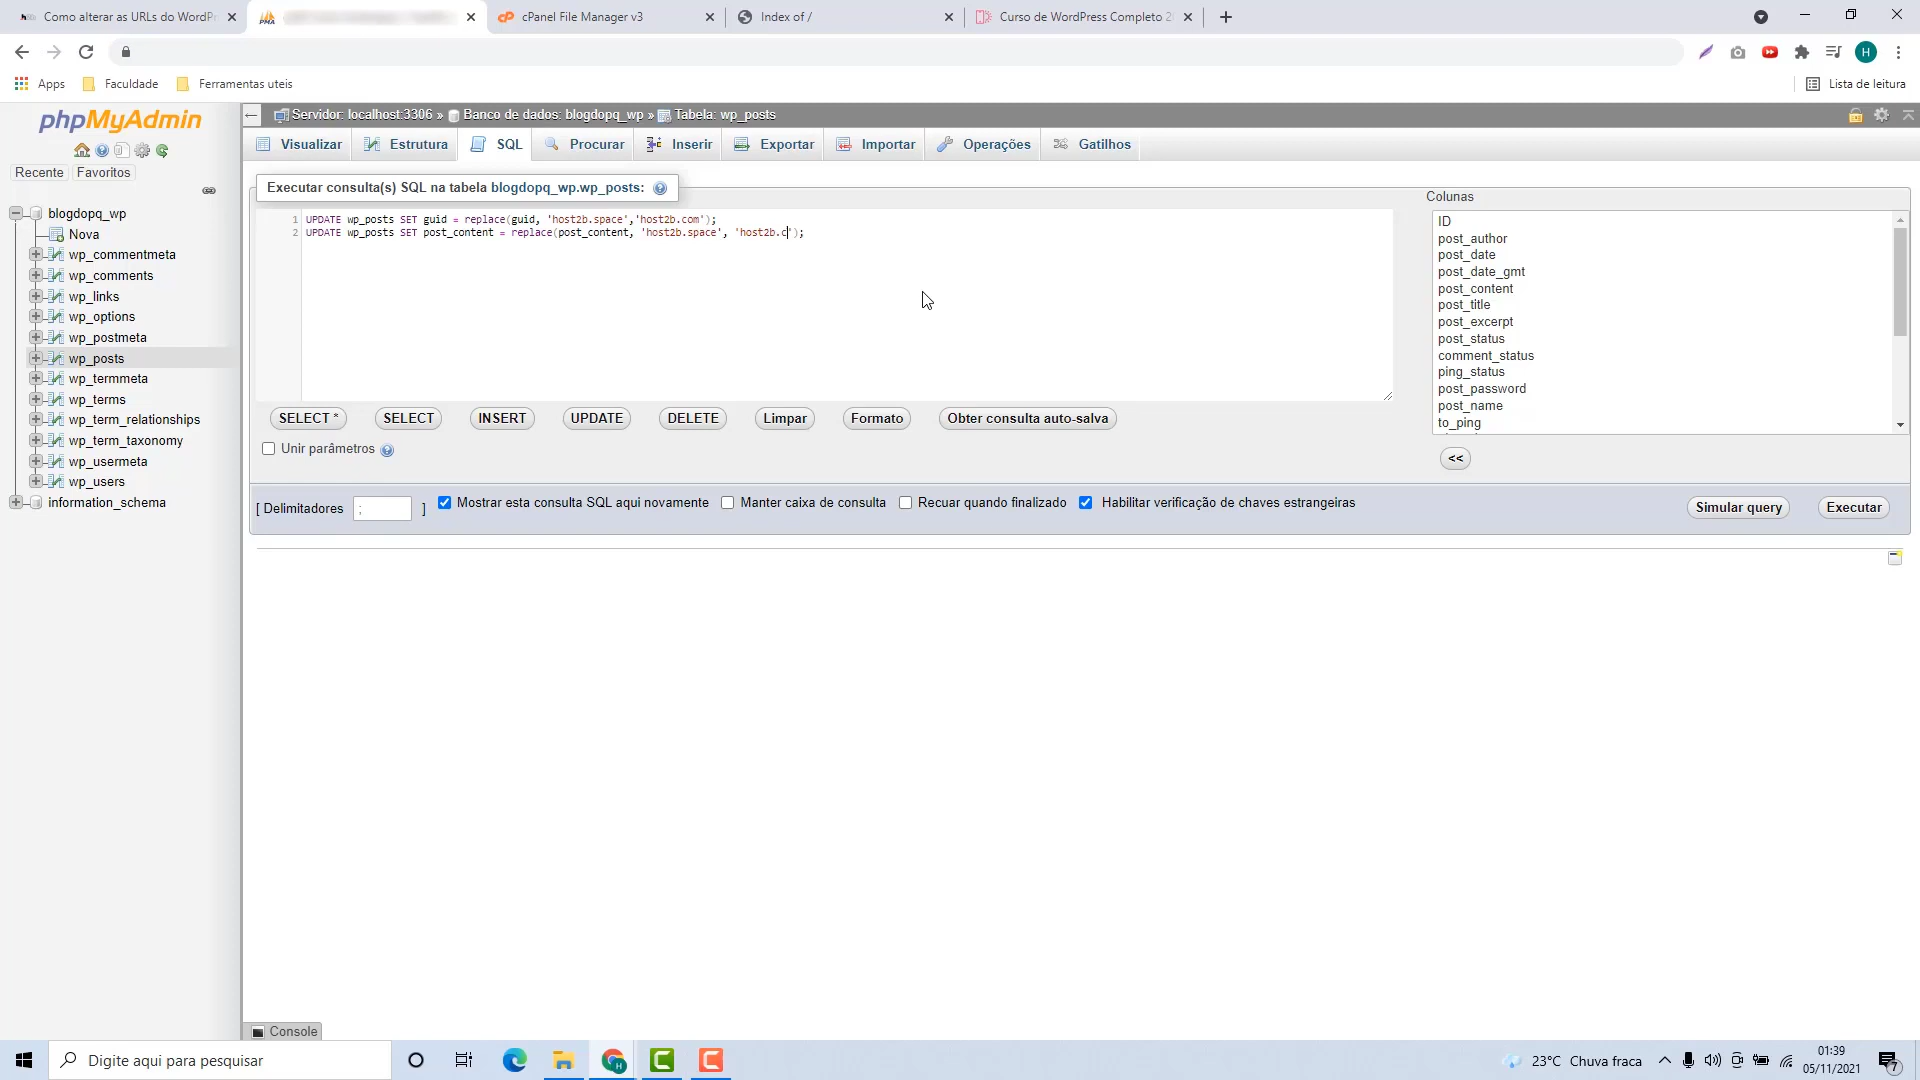 Como alterar as URLs do WordPr
cPanel File Manager v3
Index of /
Curso de WordPress Completo 2
H
Apps
Faculdade
Ferramentas uteis
Lista de leitura
phpMyAdmin
Recente
Favoritos
blogdopq_wp
Nova
wp_commentmeta
wp_comments
wp_links
wp_options
wp_postmeta
wp_posts
wp_termmeta
wp_terms
wp_term_relationships
wp_term_taxonomy
wp_usermeta
wp_users
information_schema
Servidor: localhost:3306 » Banco de dados: blogdopq_wp » Tabela: wp_posts
Visualizar
Estrutura
SQL
Procurar
Inserir
Exportar
Importar
Operações
Gatilhos
Executar consulta(s) SQL na tabela blogdopq_wp.wp_posts:
1 UPDATE wp_posts SET guid = replace(guid, 'host2b.space','host2b.com');
2 UPDATE wp_posts SET post_content = replace(post_content, 'host2b.space', 'host2b.c');
Colunas
ID
post_author
post_date
post_date_gmt
post_content
post_title
post_excerpt
post_status
comment_status
ping_status
post_password
post_name
to_ping
<<
SELECT *
SELECT
INSERT
UPDATE
DELETE
Limpar
Formato
Obter consulta auto-salva
Unir parâmetros
[ Delimitadores ; ]
Mostrar esta consulta SQL aqui novamente
Manter caixa de consulta
Recuar quando finalizado
Habilitar verificação de chaves estrangeiras
Simular query
Executar
Console
Digite aqui para pesquisar
23°C Chuva fraca
01:39
05/11/2021
7